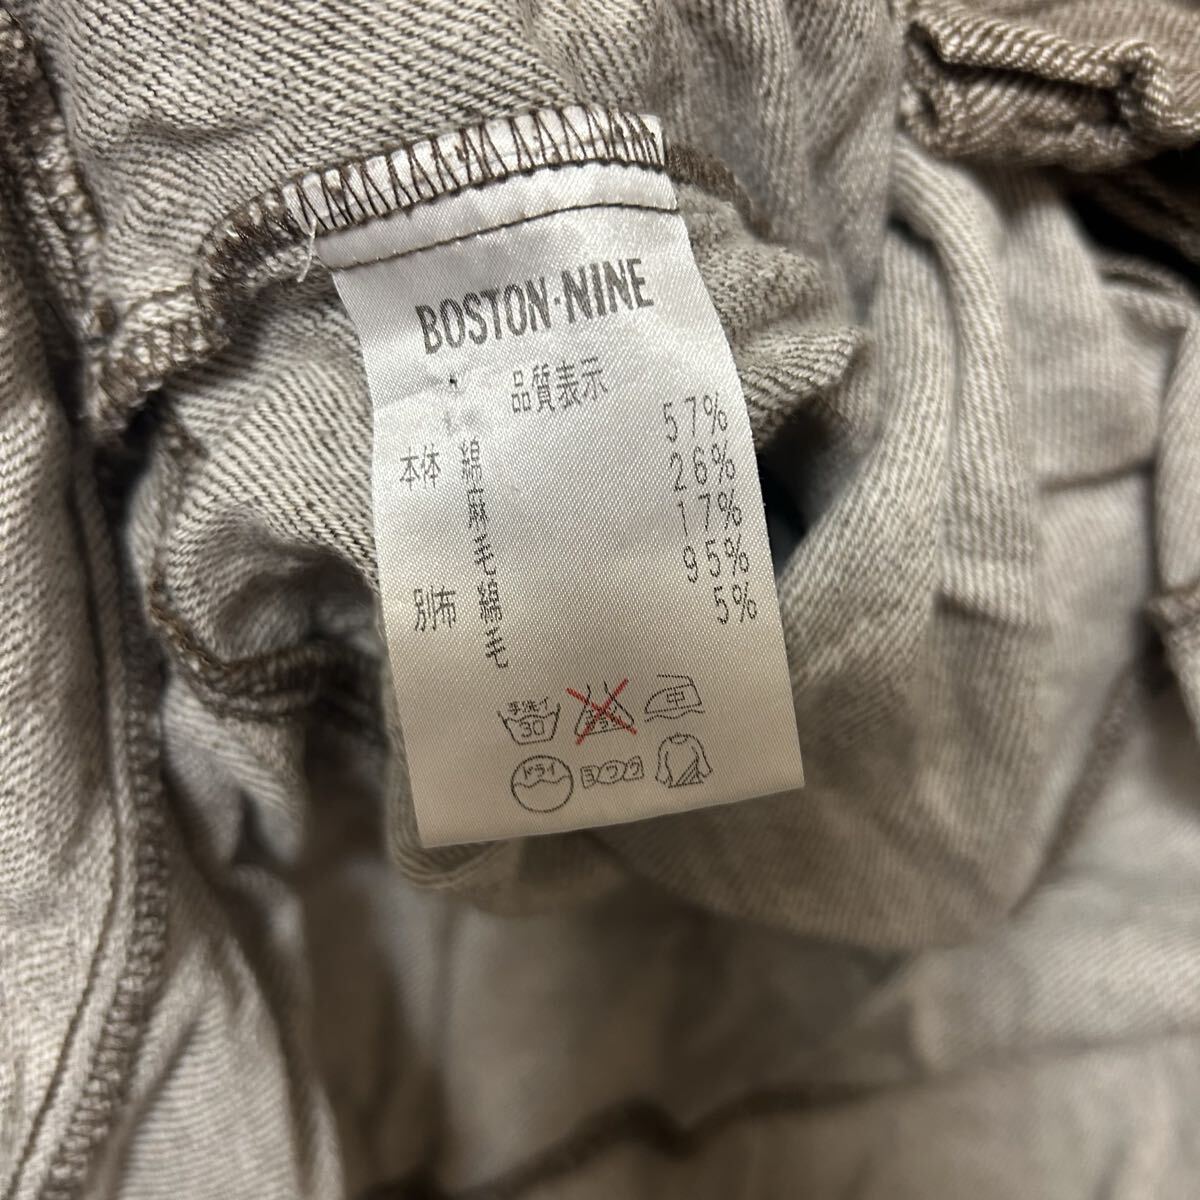 BOSTON・NINE
品質表示
本体 綿 57%
麻 26%
毛 17%
別布 綿 95%
毛 5%
手洗イ 30 中
ドライ ヨワク